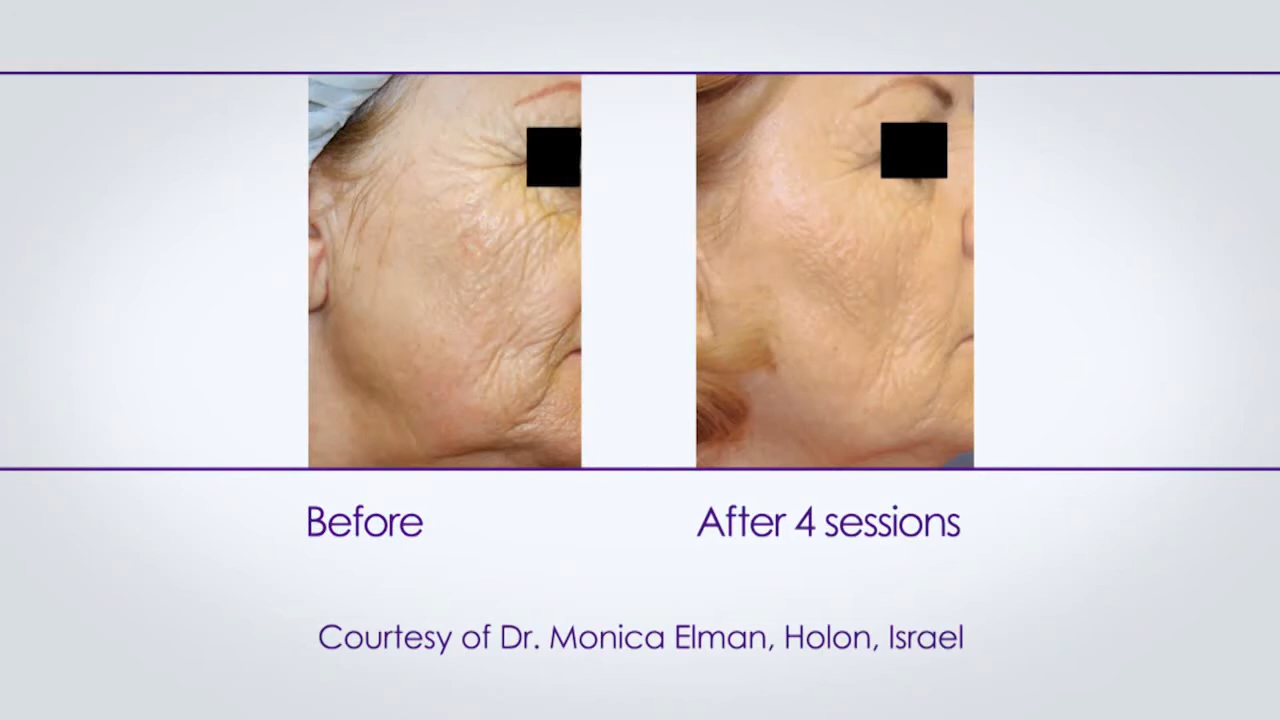 Before
After 4 sessions
Courtesy of Dr. Monica Elman, Holon, Israel